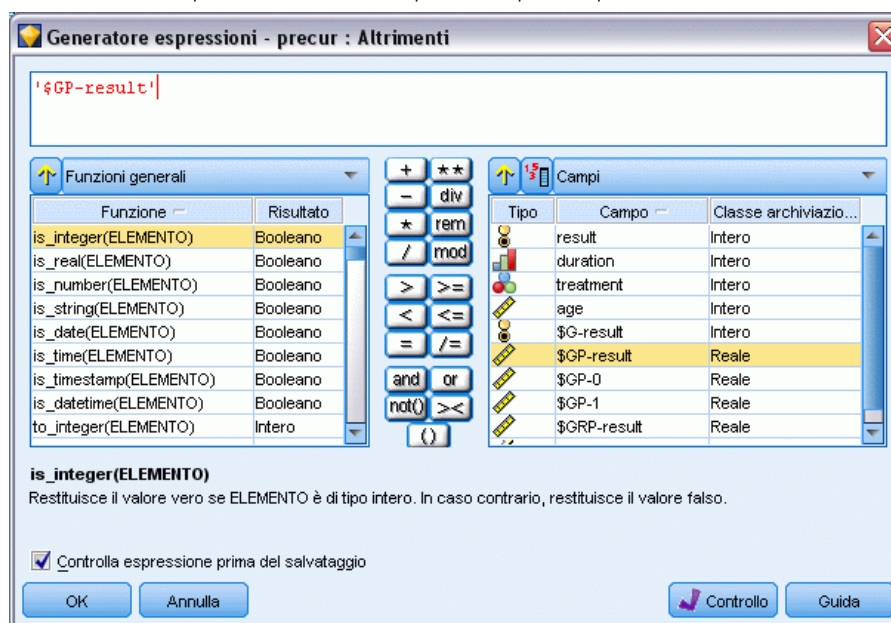 Generatore espressioni - precur : Altrimenti
'$GP-result'
Funzioni generali
Funzione Risultato
is_integer(ELEMENTO) Booleano
is_real(ELEMENTO) Booleano
is_number(ELEMENTO) Booleano
is_string(ELEMENTO) Booleano
is_date(ELEMENTO) Booleano
is_time(ELEMENTO) Booleano
is_timestamp(ELEMENTO) Booleano
is_datetime(ELEMENTO) Booleano
to_integer(ELEMENTO) Intero
+ **
- div
* rem
/ mod
> >=
< <=
= /=
and or
not() ><
()
Campi
Tipo Campo Classe archiviazio...
result Intero
duration Intero
treatment Intero
age Intero
$G-result Intero
$GP-result Reale
$GP-0 Reale
$GP-1 Reale
$GRP-result Reale
is_integer(ELEMENTO)
Restituisce il valore vero se ELEMENTO è di tipo intero. In caso contrario, restituisce il valore falso.
Controlla espressione prima del salvataggio
OK Annulla Controllo Guida